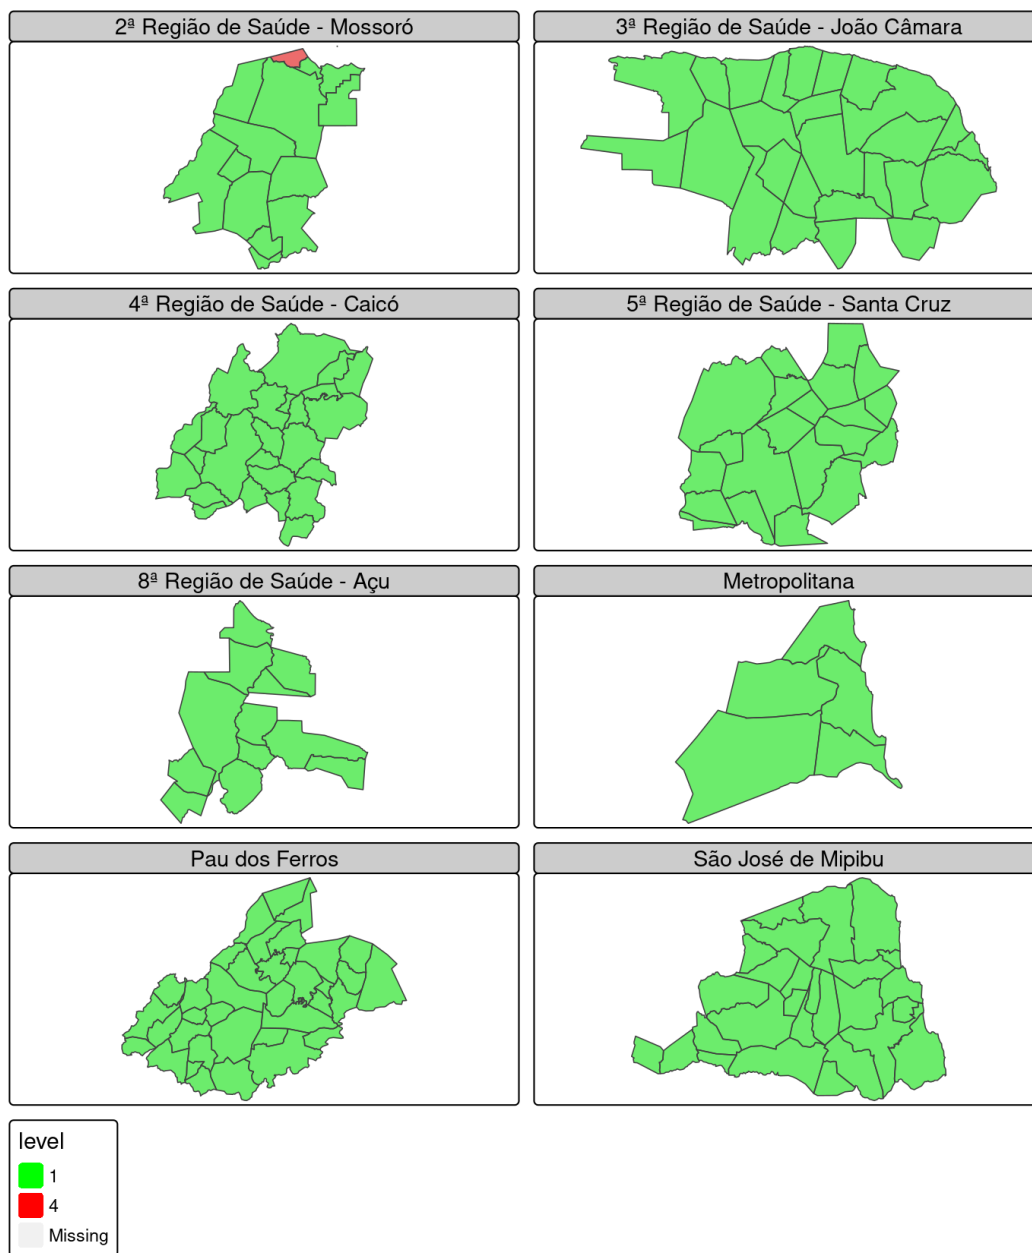 2ª Região de Saúde - Mossoró
3ª Região de Saúde - João Câmara
4ª Região de Saúde - Caicó
5ª Região de Saúde - Santa Cruz
8ª Região de Saúde - Açu
Metropolitana
Pau dos Ferros
São José de Mipibu
level
1
4
Missing